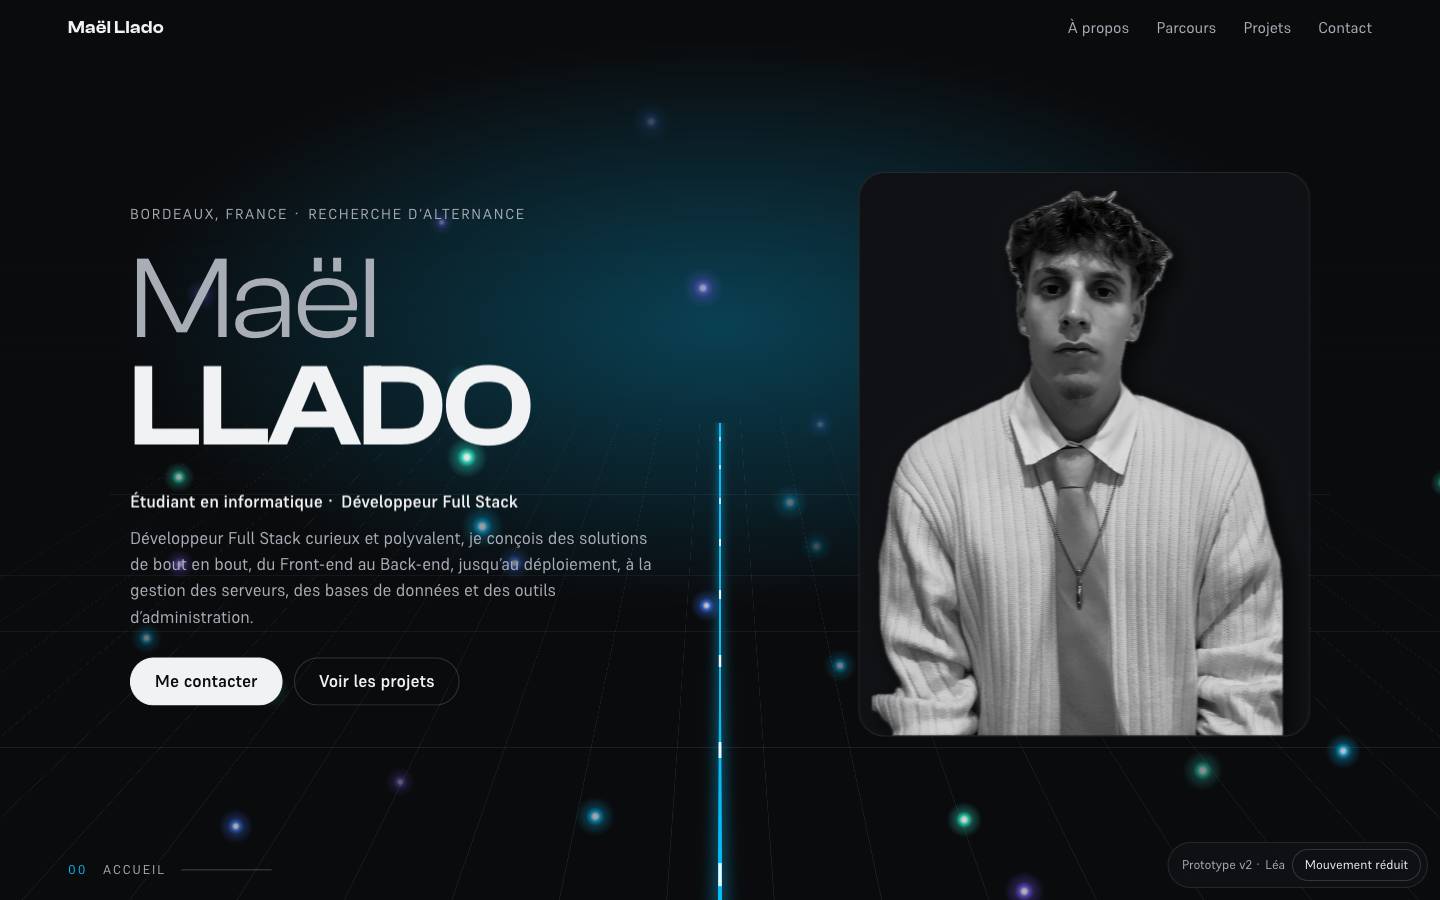 Maël Llado
À propos
Parcours
Projets
Contact
BORDEAUX, FRANCE · RECHERCHE D’ALTERNANCE
Maël
LLADO
Étudiant en informatique · Développeur Full Stack
Développeur Full Stack curieux et polyvalent, je conçois des solutions
de bout en bout, du Front-end au Back-end, jusqu’au déploiement, à la
gestion des serveurs, des bases de données et des outils
d’administration.
Me contacter
Voir les projets
00 ACCUEIL
Prototype v2 · Léa
Mouvement réduit